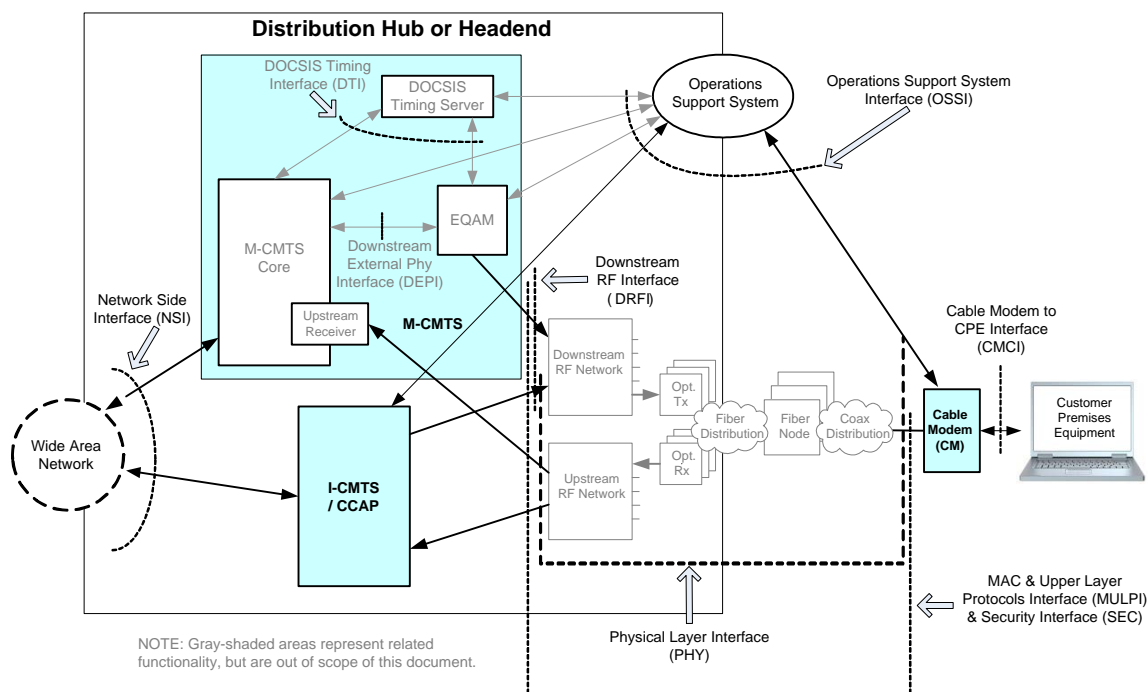 Distribution Hub or Headend
DOCSIS Timing
Interface (DTI)
DOCSIS
Timing Server
Operations
Support System
Operations Support System
Interface (OSSI)
M-CMTS
Core
EQAM
Downstream
External Phy
Interface (DEPI)
Upstream
Receiver
M-CMTS
Network Side
Interface (NSI)
Downstream
RF Interface
( DRFI)
Cable Modem to
CPE Interface
(CMCI)
Downstream
RF Network
Opt.
Tx
Fiber
Distribution
Fiber
Node
Coax
Distribution
Cable
Modem
(CM)
Customer
Premises
Equipment
Wide Area
Network
I-CMTS
/ CCAP
Upstream
RF Network
Opt.
Rx
MAC & Upper Layer
Protocols Interface (MULPI)
& Security Interface (SEC)
Physical Layer Interface
(PHY)
NOTE: Gray-shaded areas represent related
functionality, but are out of scope of this document.